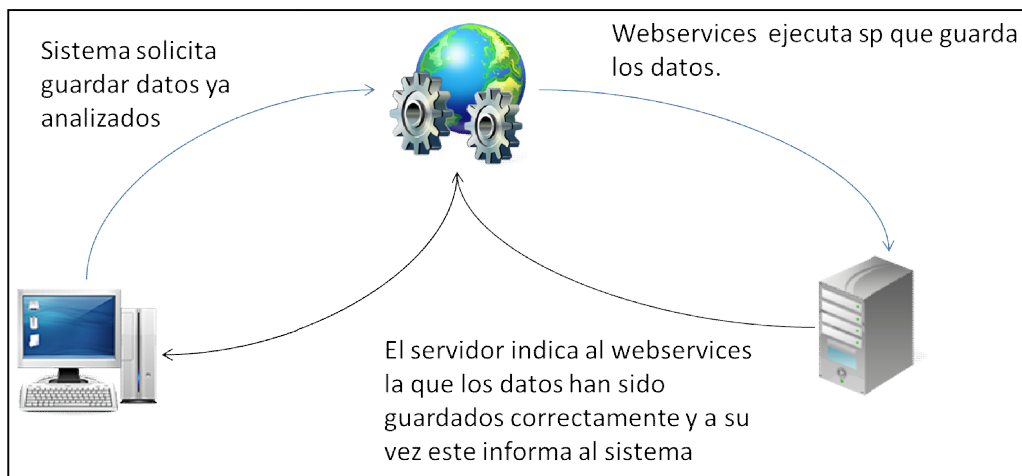 Sistema solicita
guardar datos ya
analizados
Webservices ejecuta sp que guarda
los datos.
El servidor indica al webservices
la que los datos han sido
guardados correctamente y a su
vez este informa al sistema